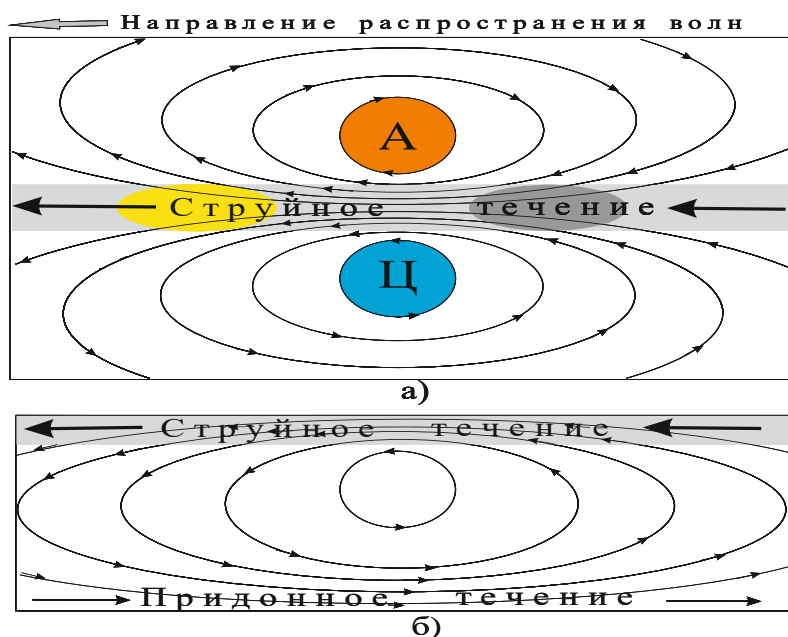 Направление распространения волн
А
Струйное течение
Ц
а)
Струйное течение
Придонное течение
б)